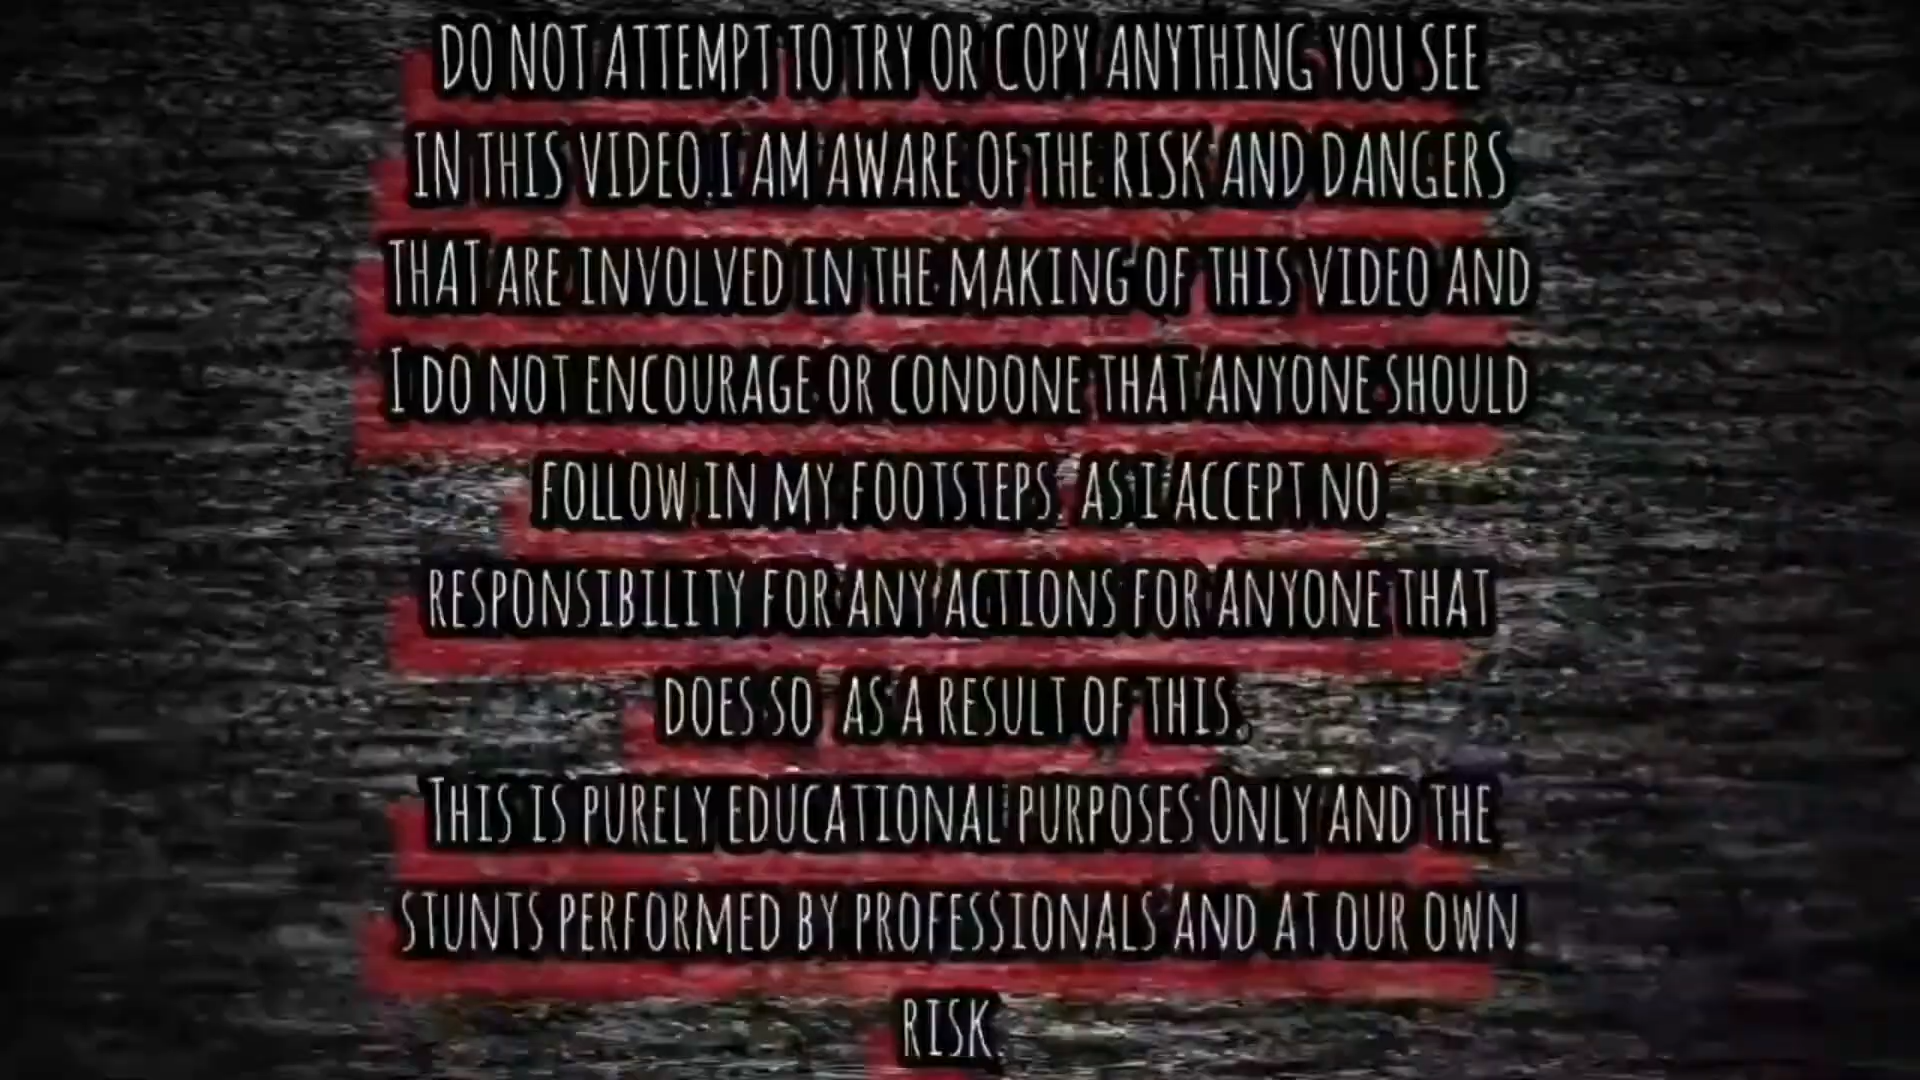 DO NOT ATTEMPT TO TRY OR COPY ANYTHING YOU SEE
IN THIS VIDEO.I AM AWARE OF THE RISK AND DANGERS
THAT ARE INVOLVED IN THE MAKING OF THIS VIDEO AND
I DO NOT ENCOURAGE OR CONDONE THAT ANYONE SHOULD
FOLLOW IN MY FOOTSTEPS. AS I ACCEPT NO
RESPONSIBILITY FOR ANY ACTIONS FOR ANYONE THAT
DOES SO AS A RESULT OF THIS.
THIS IS PURELY EDUCATIONAL PURPOSES ONLY AND THE
STUNTS PERFORMED BY PROFESSIONALS AND AT OUR OWN
RISK.